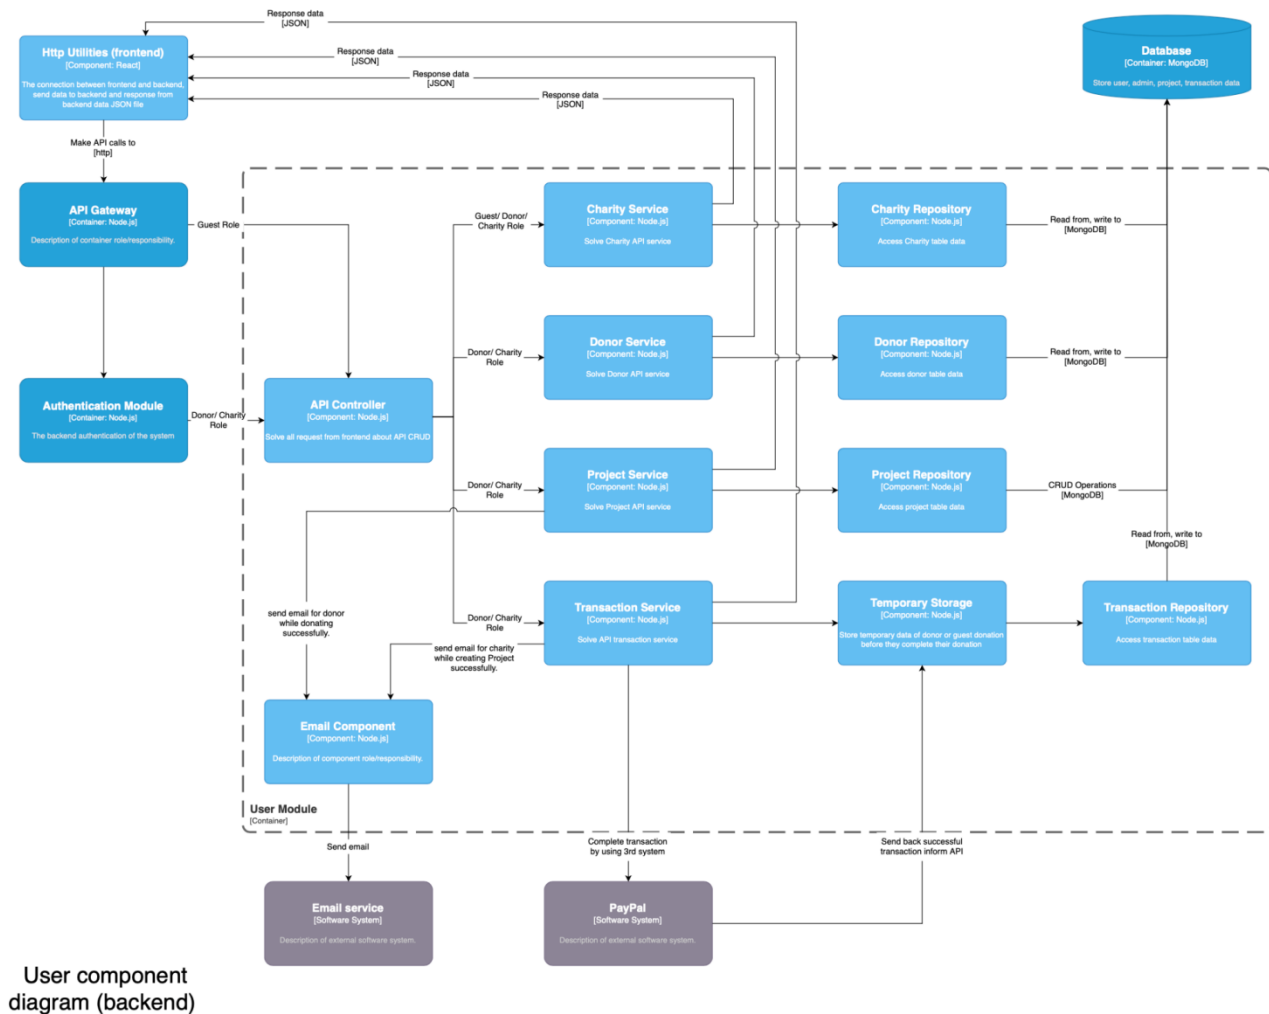 Response data
[JSON]
Http Utilities (frontend)
[Component: React]
The connection between frontend and backend,
send data to backend and response from
backend data JSON file
Response data
[JSON]
Response data
[JSON]
Response data
[JSON]
Database
[Container: MongoDB]
Store user, admin, project, transaction data
Make API calls to
[http]
API Gateway
[Container: Node.js]
Description of container role/responsibility.
Guest Role
Guest/ Donor/
Charity Role
Charity Service
[Component: Node.js]
Solve Charity API service
Charity Repository
[Component: Node.js]
Access Charity table data
Read from, write to
[MongoDB]
Donor/ Charity
Role
Donor Service
[Component: Node.js]
Solve Donor API service
Donor Repository
[Component: Node.js]
Access donor table data
Read from, write to
[MongoDB]
Authentication Module
[Container: Node.js]
The backend authentication of the system
Donor/ Charity
Role
API Controller
[Component: Node.js]
Solve all request from frontend about API CRUD
Donor/ Charity
Role
Project Service
[Component: Node.js]
Solve Project API service
Project Repository
[Component: Node.js]
Access project table data
CRUD Operations
[MongoDB]
Read from, write to
[MongoDB]
send email for donor
while donating
successfully.
Donor/ Charity
Role
Transaction Service
[Component: Node.js]
Solve API transaction service
Temporary Storage
[Component: Node.js]
Store temporary data of donor or guest donation
before they complete their donation
Transaction Repository
[Component: Node.js]
Access transaction table data
send email for charity
while creating Project
successfully.
Email Component
[Component: Node.js]
Description of component role/responsibility.
User Module
[Container]
Send email
Complete transaction
by using 3rd system
Send back successful
transaction inform API
Email service
[Software System]
Description of external software system.
PayPal
[Software System]
Description of external software system.
User component
diagram (backend)